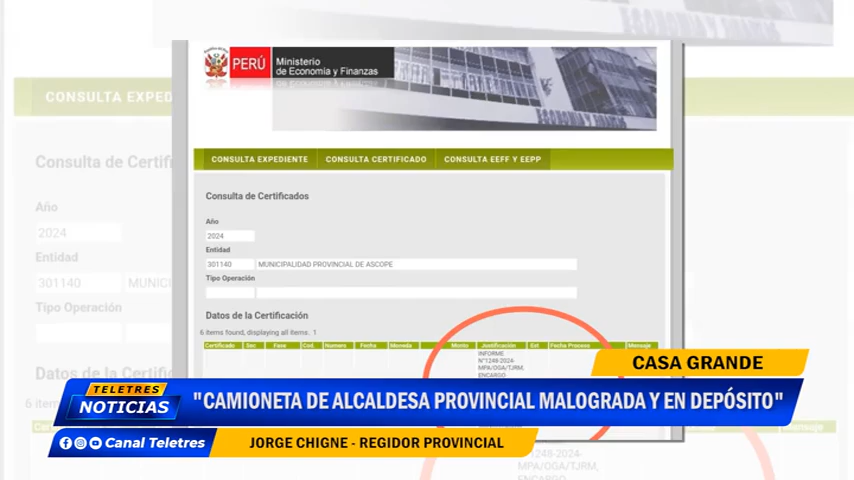 PERÚ
Ministerio
de Economía y Finanzas
CONSULTA EXPEDIENTE
CONSULTA CERTIFICADO
CONSULTA EEFF Y EEPP
Consulta de Certificados
Año
2024
Entidad
301140
MUNICIPALIDAD PROVINCIAL DE ASCOPE
Tipo Operación
Datos de la Certificación
6 items found, displaying all items. 1
Certificado Sec Fase Cod. Numero Fecha Moneda Monto Justificación Est Fecha Proceso Mensaje
INFORME
N°1248-2024-
MPA/OGA/TJRM,
ENCARGO
CONSULTA EXPED
Consulta de Certifi
Año
2024
Entidad
301140
MUNICI
Tipo Operación
Datos de la Certific
6 item
1248-2024-
MPA/OGA/TJRM,
ENCARGO
CASA GRANDE
TELETRES
NOTICIAS
"CAMIONETA DE ALCALDESA PROVINCIAL MALOGRADA Y EN DEPÓSITO"
Canal Teletres
JORGE CHIGNE - REGIDOR PROVINCIAL